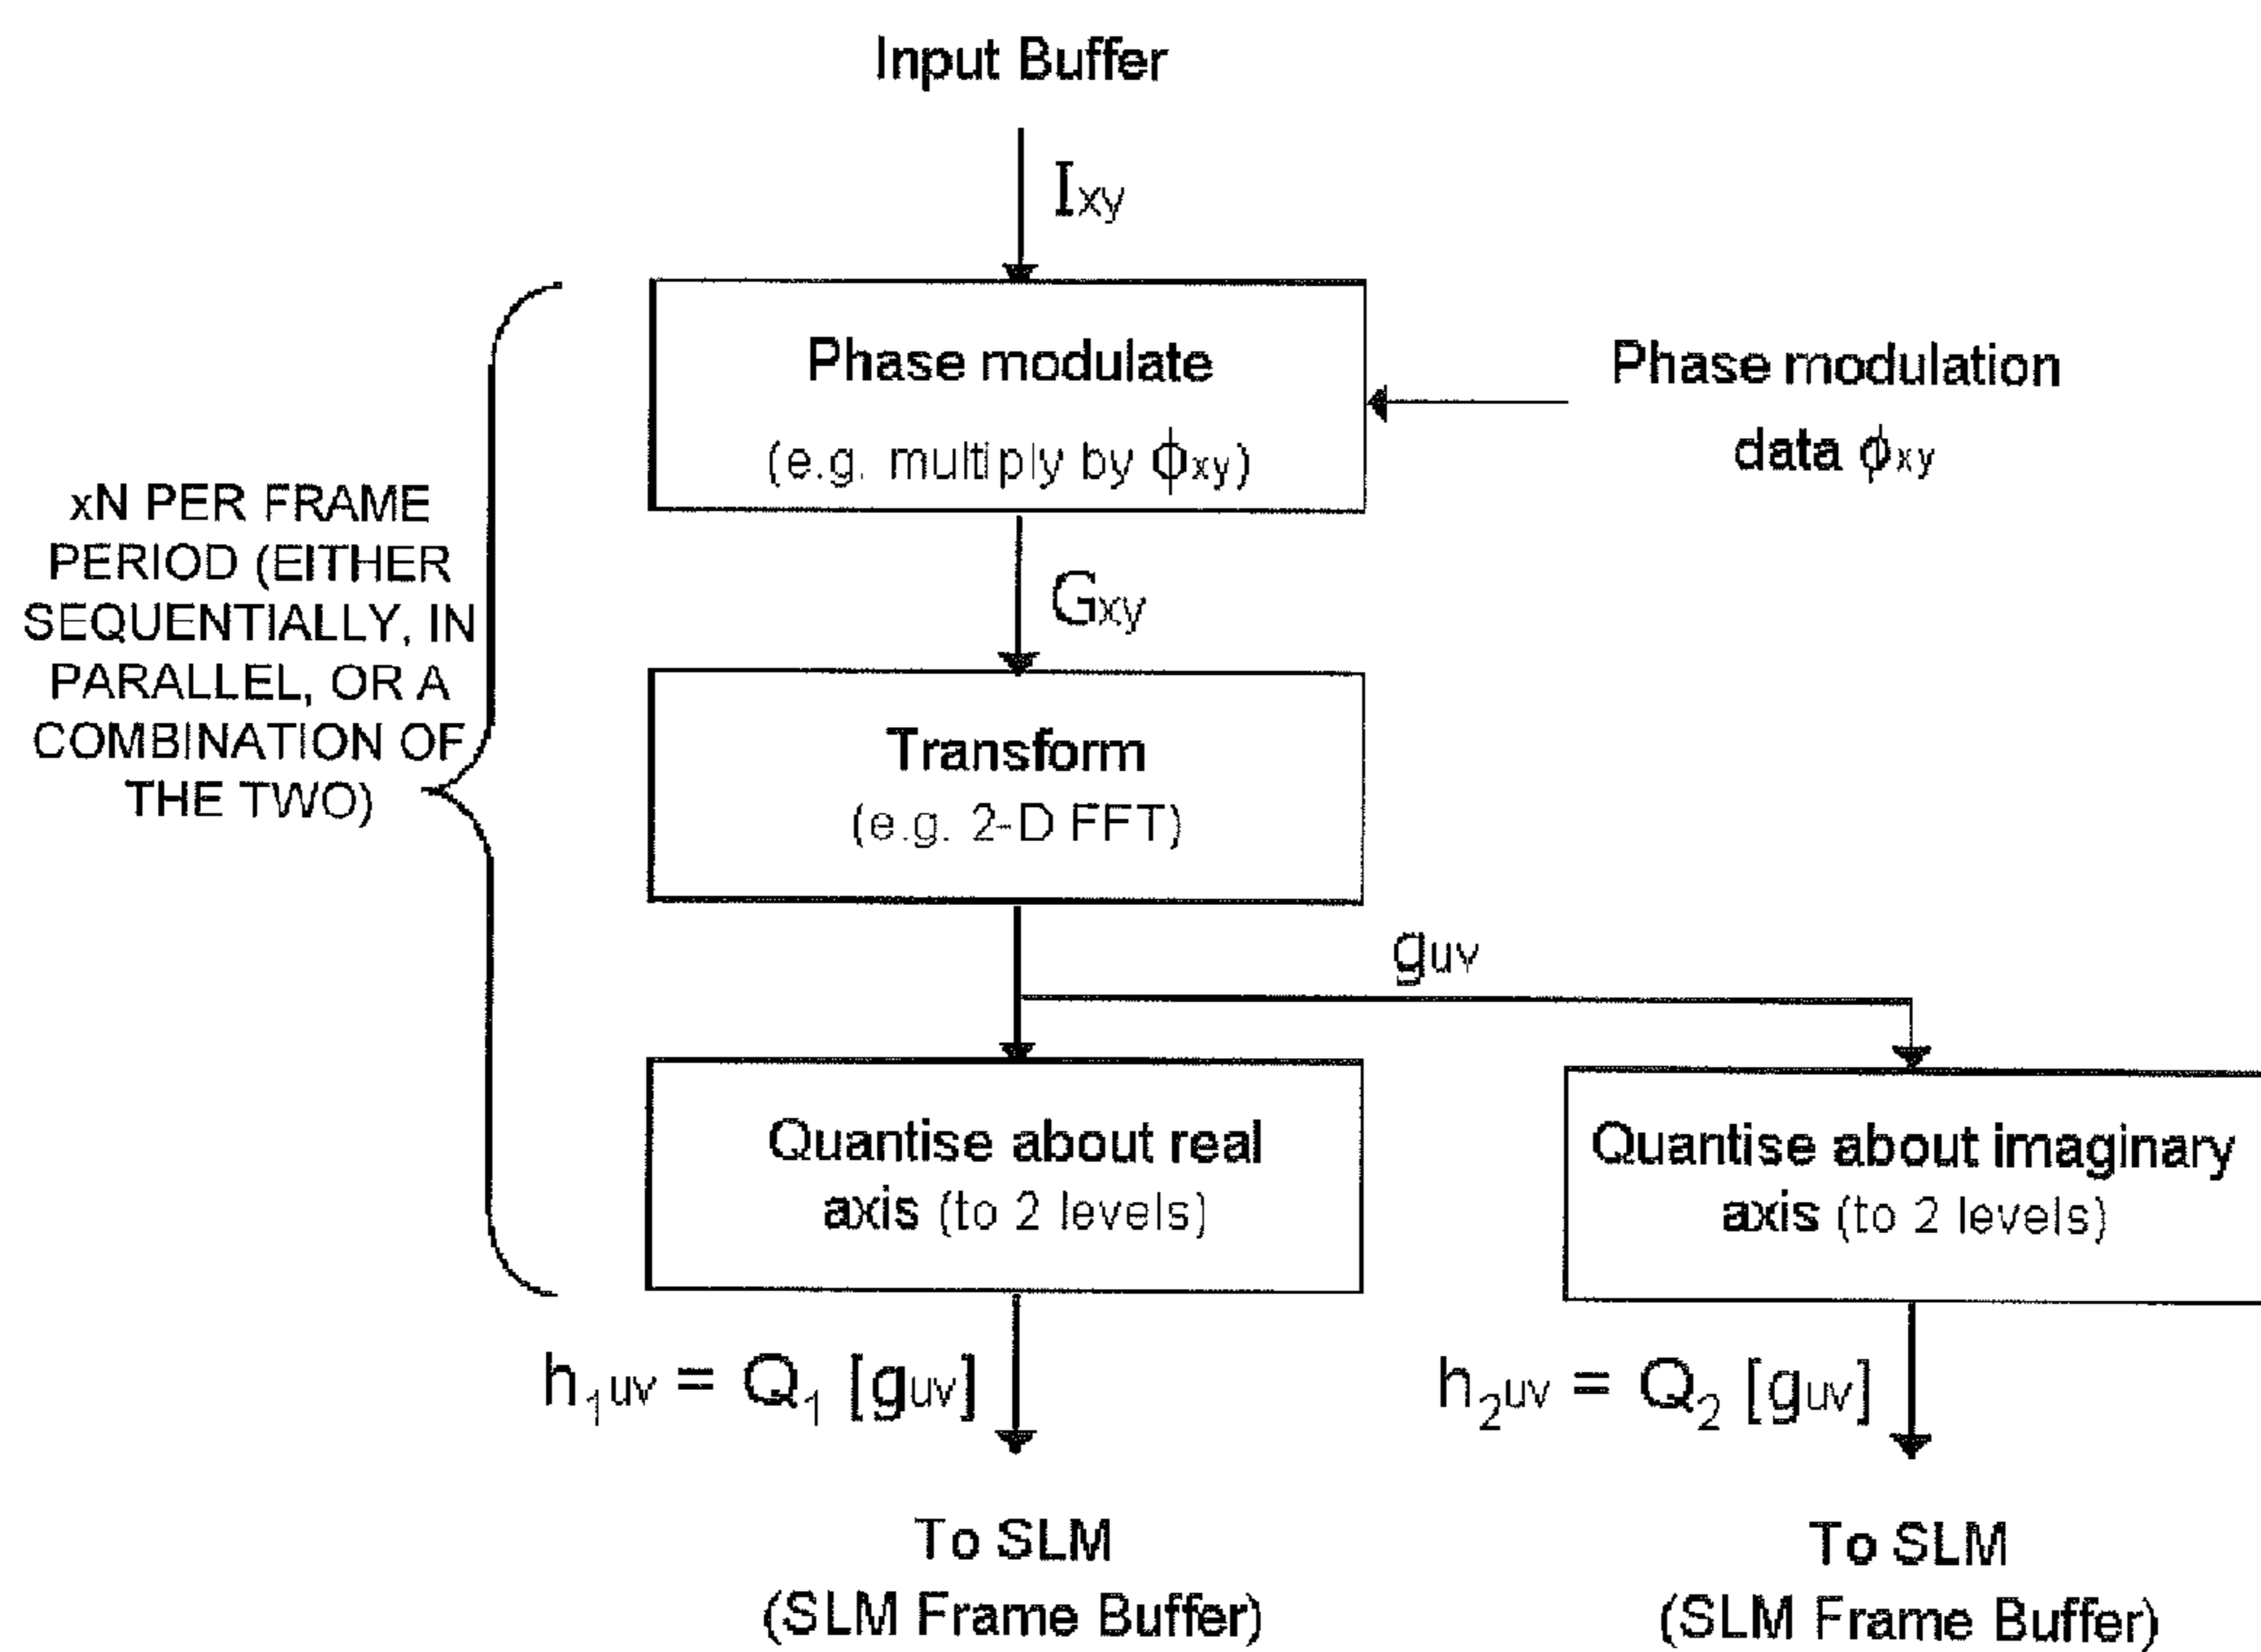 Input Buffer
Ixy
Phase modulate
(e.g. multiply by ϕxy)
Phase modulation
data ϕxy
xN PER FRAME
PERIOD (EITHER
SEQUENTIALLY, IN
PARALLEL, OR A
COMBINATION OF
THE TWO)
Gxy
Transform
(e.g. 2-D FFT)
guv
Quantise about real
axis (to 2 levels)
Quantise about imaginary
axis (to 2 levels)
h1uv = Q1 [guv]
h2uv = Q2 [guv]
To SLM
(SLM Frame Buffer)
To SLM
(SLM Frame Buffer)